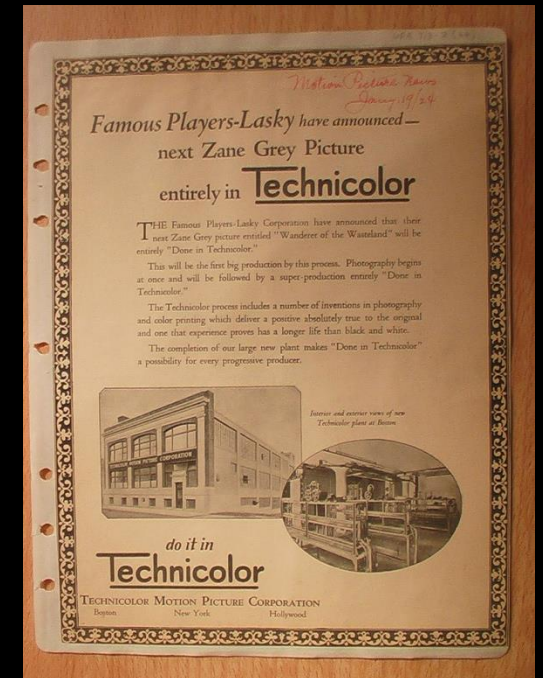 Motion Picture News
Jany. 19/24
Famous Players-Lasky have announced—
next Zane Grey Picture
entirely in Technicolor
THE Famous Players-Lasky Corporation have announced that their
next Zane Grey picture entitled "Wanderer of the Wasteland" will be
entirely "Done in Technicolor."
This will be the first big production by this process. Photography begins
at once and will be followed by a super-production entirely "Done in
Technicolor."
The Technicolor process includes a number of inventions in photography
and color printing which deliver a positive absolutely true to the original
and one that experience proves has a longer life than black and white.
The completion of our large new plant makes "Done in Technicolor"
a possibility for every progressive producer.
Interior and exterior views of new
Technicolor plant at Boston
MOTION PICTURE CORPORATION
do it in
Technicolor
TECHNICOLOR MOTION PICTURE CORPORATION
Boston New York Hollywood